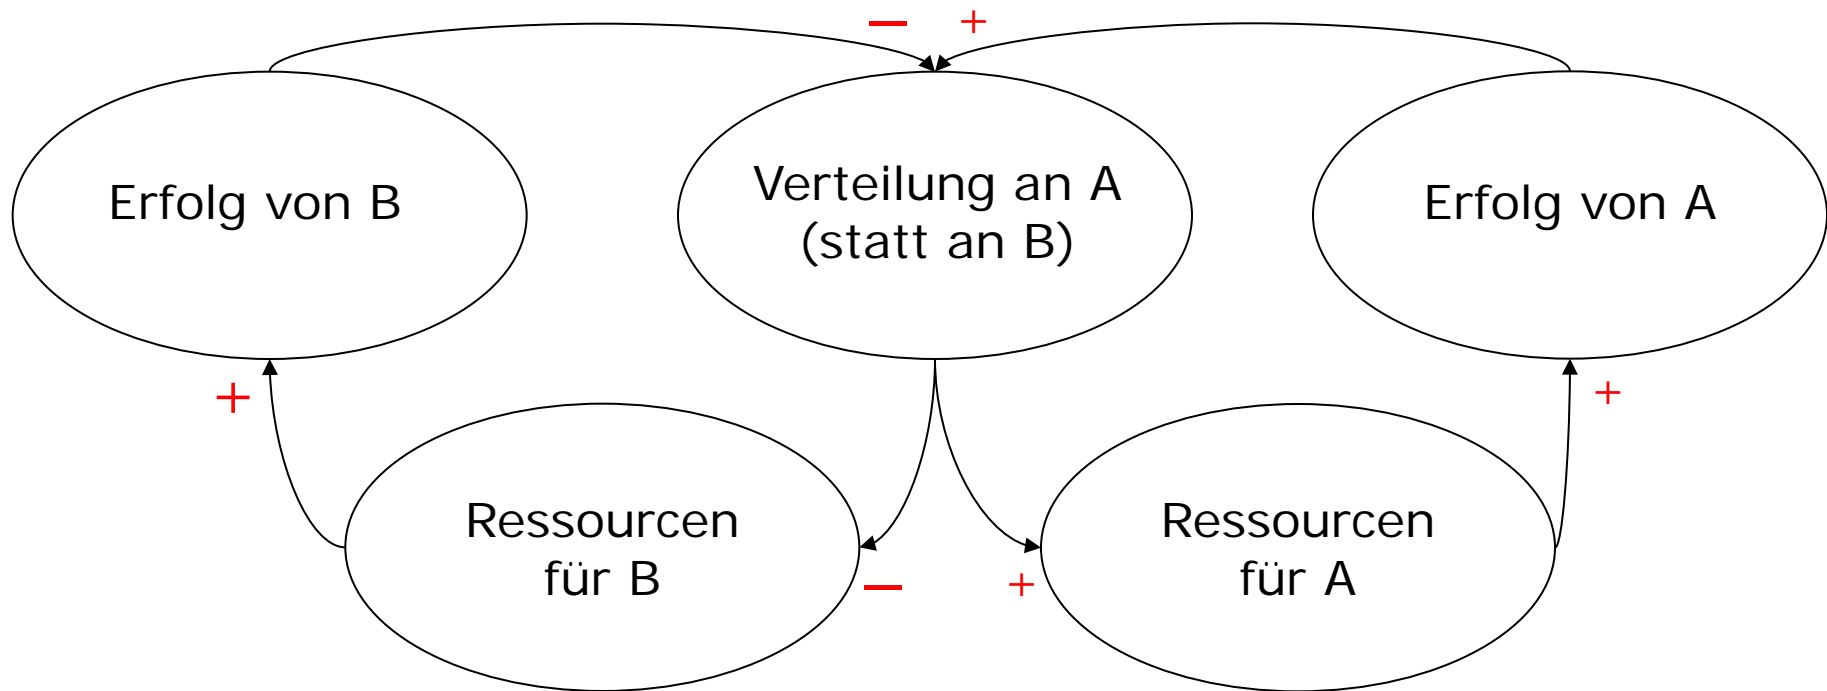 − +
Erfolg von B
Verteilung an A
(statt an B)
Erfolg von A
+
+
Ressourcen
für B
Ressourcen
für A
− +